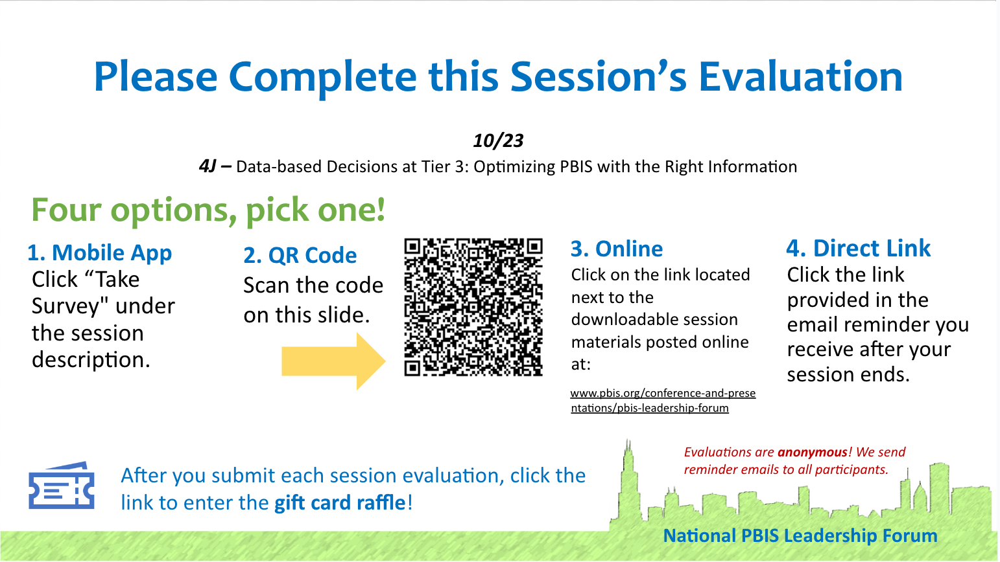 Please Complete this Session’s Evaluation
10/23
4J – Data-based Decisions at Tier 3: Optimizing PBIS with the Right Information
Four options, pick one!
1. Mobile App
Click “Take
Survey" under
the session
description.
2. QR Code
Scan the code
on this slide.
3. Online
Click on the link located
next to the
downloadable session
materials posted online
at:
www.pbis.org/conference-and-prese
ntations/pbis-leadership-forum
4. Direct Link
Click the link
provided in the
email reminder you
receive after your
session ends.
After you submit each session evaluation, click the
link to enter the gift card raffle!
Evaluations are anonymous! We send
reminder emails to all participants.
National PBIS Leadership Forum